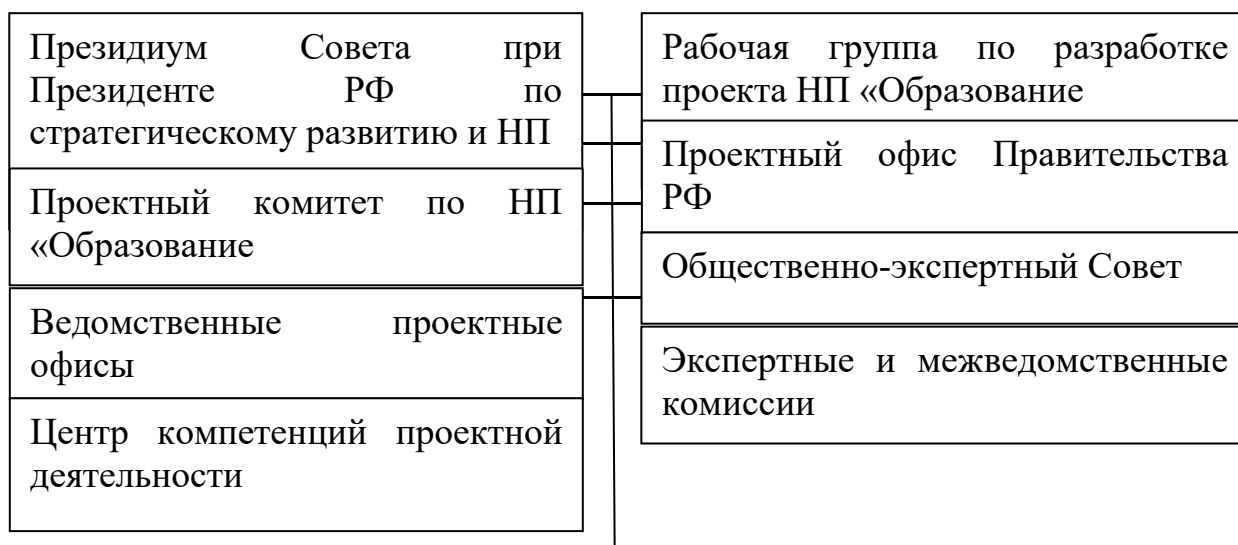 Президиум Совета при
Президенте РФ по
стратегическому развитию и НП
Проектный комитет по НП
«Образование
Ведомственные проектные
офисы
Центр компетенций проектной
деятельности
Рабочая группа по разработке
проекта НП «Образование
Проектный офис Правительства
РФ
Общественно-экспертный Совет
Экспертные и межведомственные
комиссии